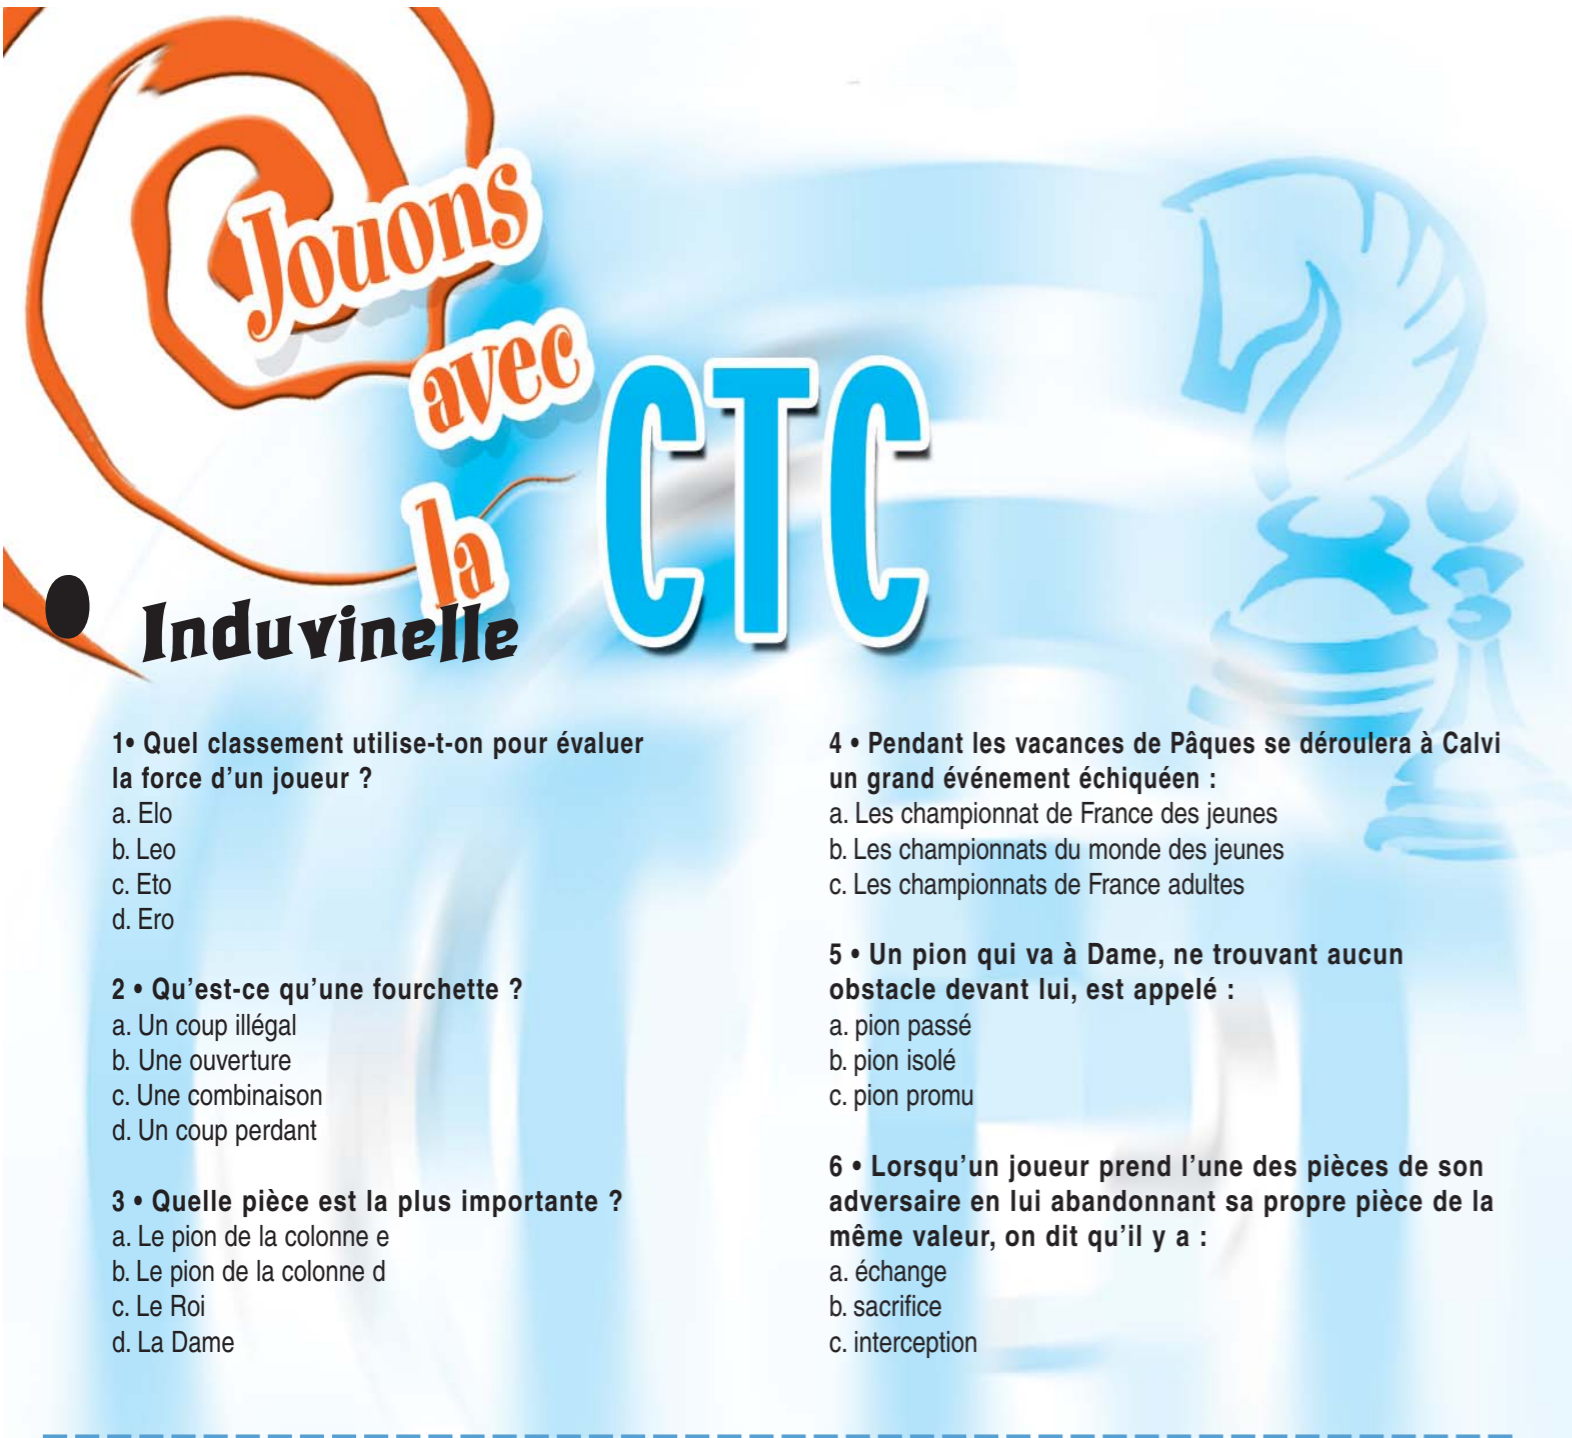 Jouons
avec
la
CTC
Induvinelle
1• Quel classement utilise-t-on pour évaluer
la force d’un joueur ?
a. Elo
b. Leo
c. Eto
d. Ero
2 • Qu’est-ce qu’une fourchette ?
a. Un coup illégal
b. Une ouverture
c. Une combinaison
d. Un coup perdant
3 • Quelle pièce est la plus importante ?
a. Le pion de la colonne e
b. Le pion de la colonne d
c. Le Roi
d. La Dame
4 • Pendant les vacances de Pâques se déroulera à Calvi
un grand événement échiquéen :
a. Les championnat de France des jeunes
b. Les championnats du monde des jeunes
c. Les championnats de France adultes
5 • Un pion qui va à Dame, ne trouvant aucun
obstacle devant lui, est appelé :
a. pion passé
b. pion isolé
c. pion promu
6 • Lorsqu’un joueur prend l’une des pièces de son
adversaire en lui abandonnant sa propre pièce de la
même valeur, on dit qu’il y a :
a. échange
b. sacrifice
c. interception